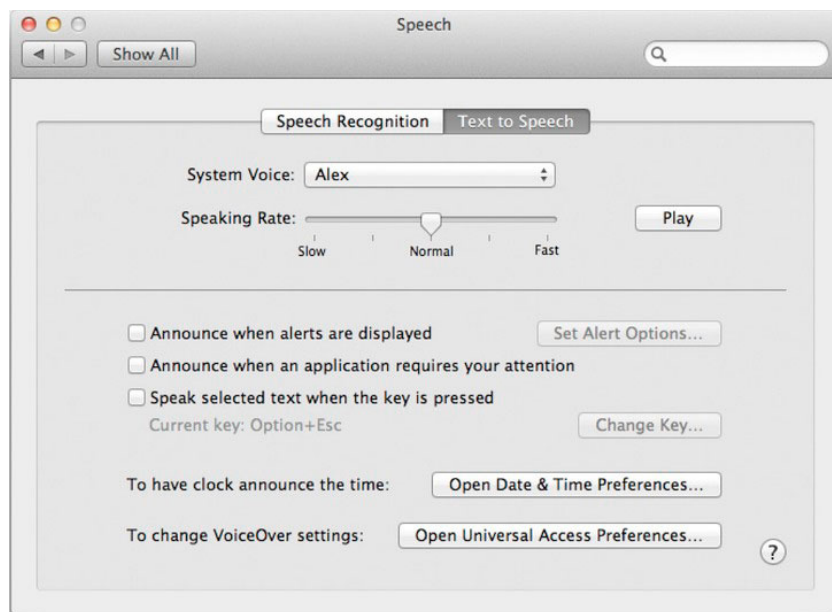 Speech
Show All
Speech Recognition Text to Speech
System Voice: Alex
Speaking Rate:
Play
Slow Normal Fast
Announce when alerts are displayed Set Alert Options...
Announce when an application requires your attention
Speak selected text when the key is pressed
Current key: Option+Esc Change Key...
To have clock announce the time: Open Date & Time Preferences...
To change VoiceOver settings: Open Universal Access Preferences...
?